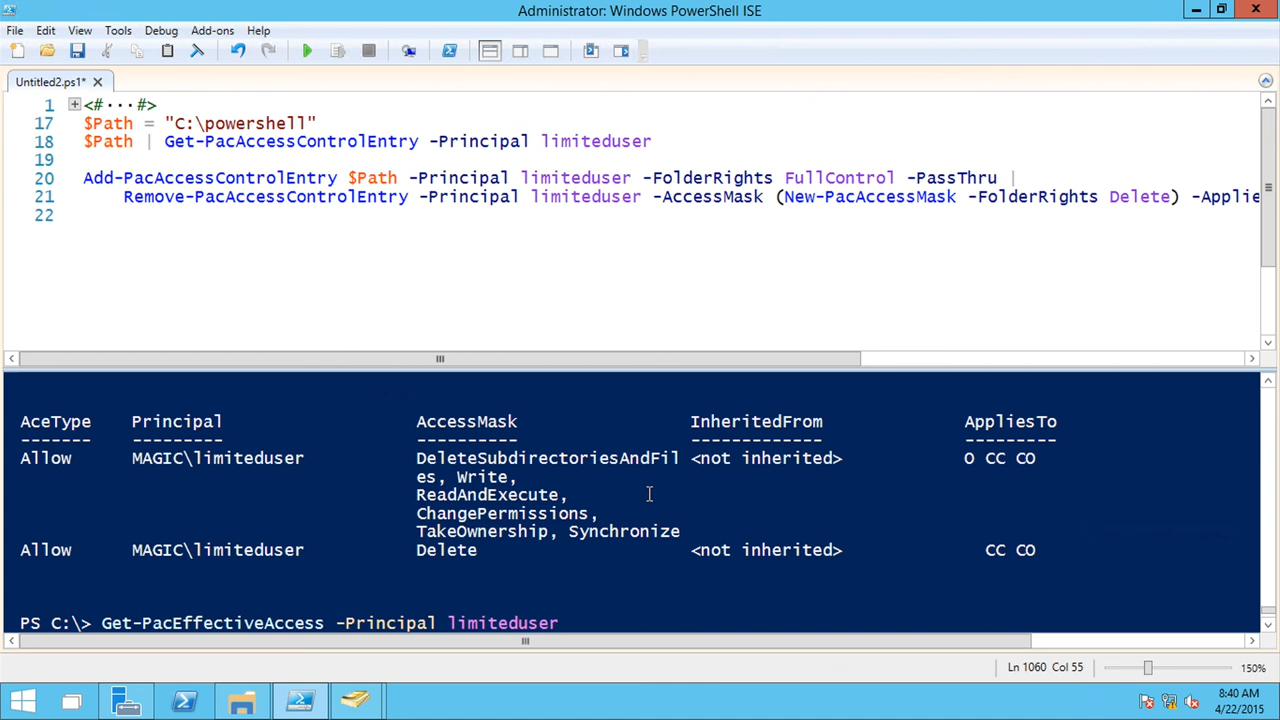 Administrator: Windows PowerShell ISE
File Edit View Tools Debug Add-ons Help
Untitled2.ps1*
1 <#···#>
17 $Path = "C:\powershell"
18 $Path | Get-PacAccessControlEntry -Principal limiteduser
19
20 Add-PacAccessControlEntry $Path -Principal limiteduser -FolderRights FullControl -PassThru |
21 Remove-PacAccessControlEntry -Principal limiteduser -AccessMask (New-PacAccessMask -FolderRights Delete) -Applie
22
AceType Principal AccessMask InheritedFrom AppliesTo
------- --------- ---------- ------------- ---------
Allow MAGIC\limiteduser DeleteSubdirectoriesAndFil <not inherited> O CC CO
es, Write,
ReadAndExecute,
ChangePermissions,
TakeOwnership, Synchronize
Allow MAGIC\limiteduser Delete <not inherited> CC CO
PS C:\> Get-PacEffectiveAccess -Principal limiteduser
Ln 1060 Col 55 150%
8:40 AM
4/22/2015